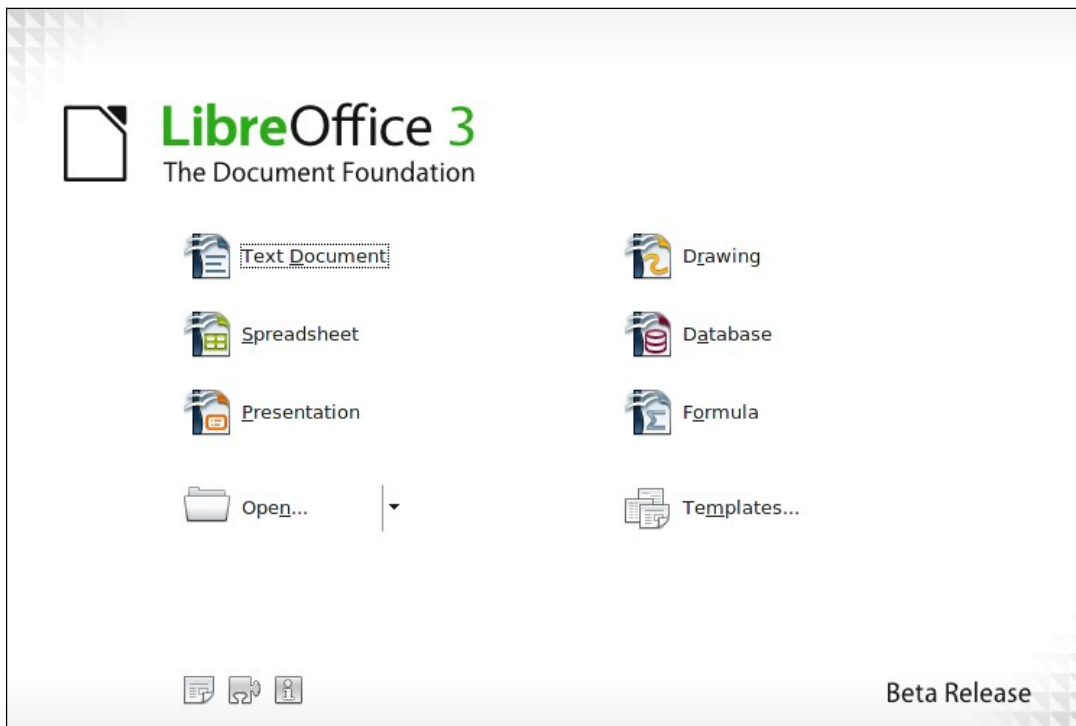 LibreOffice 3
The Document Foundation
Text Document
Drawing
Spreadsheet
Database
Presentation
Formula
Open...
Templates...
Beta Release